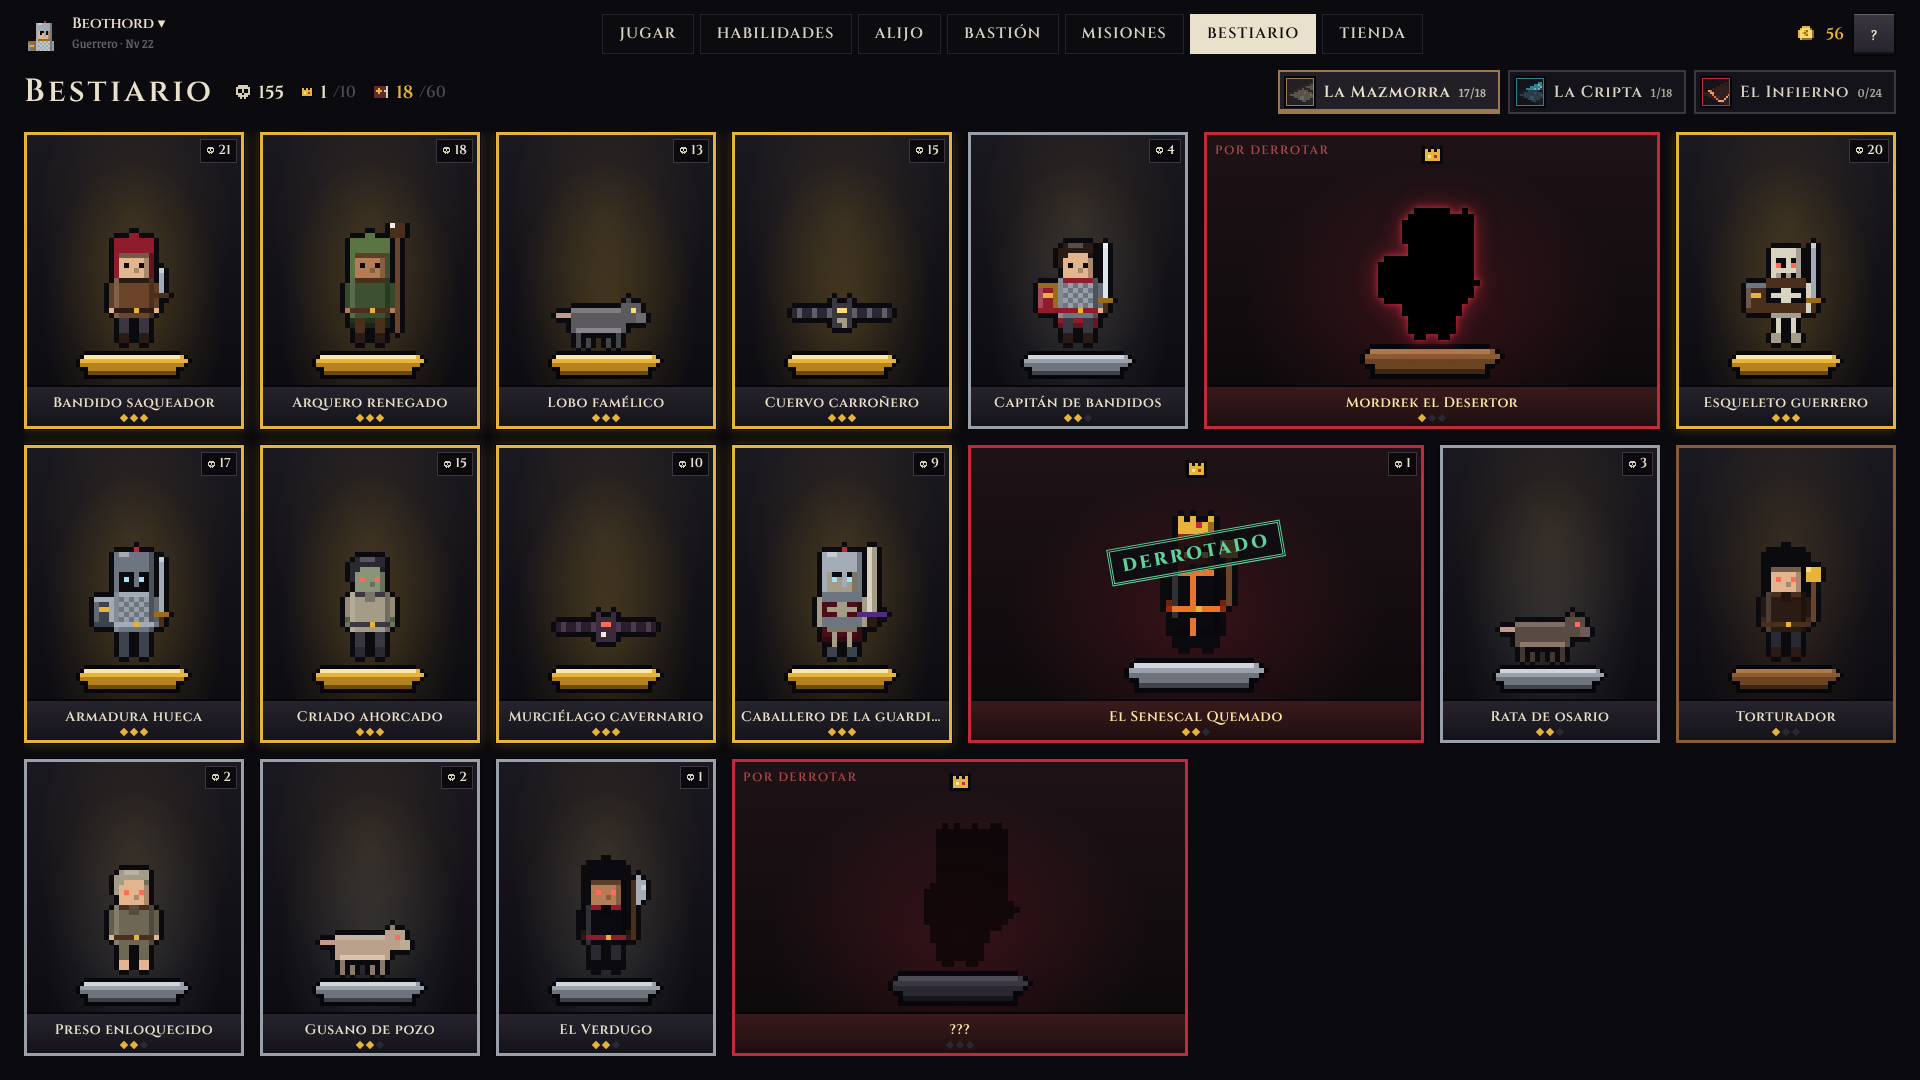 Beothord ▾
Guerrero · Nv 22
JUGAR
HABILIDADES
ALIJO
BASTIÓN
MISIONES
BESTIARIO
TIENDA
56
?
Bestiario
155
1 /10
18 /60
La Mazmorra 17/18
La Cripta 1/18
El Infierno 0/24
21
18
13
15
4
POR DERROTAR
20
Bandido saqueador
Arquero renegado
Lobo famélico
Cuervo carroñero
Capitán de bandidos
Mordrek el Desertor
Esqueleto guerrero
17
15
10
9
1
3
DERROTADO
Armadura hueca
Criado ahorcado
Murciélago cavernario
Caballero de la guardi...
El Senescal Quemado
Rata de osario
Torturador
2
2
1
POR DERROTAR
Preso enloquecido
Gusano de pozo
El Verdugo
???